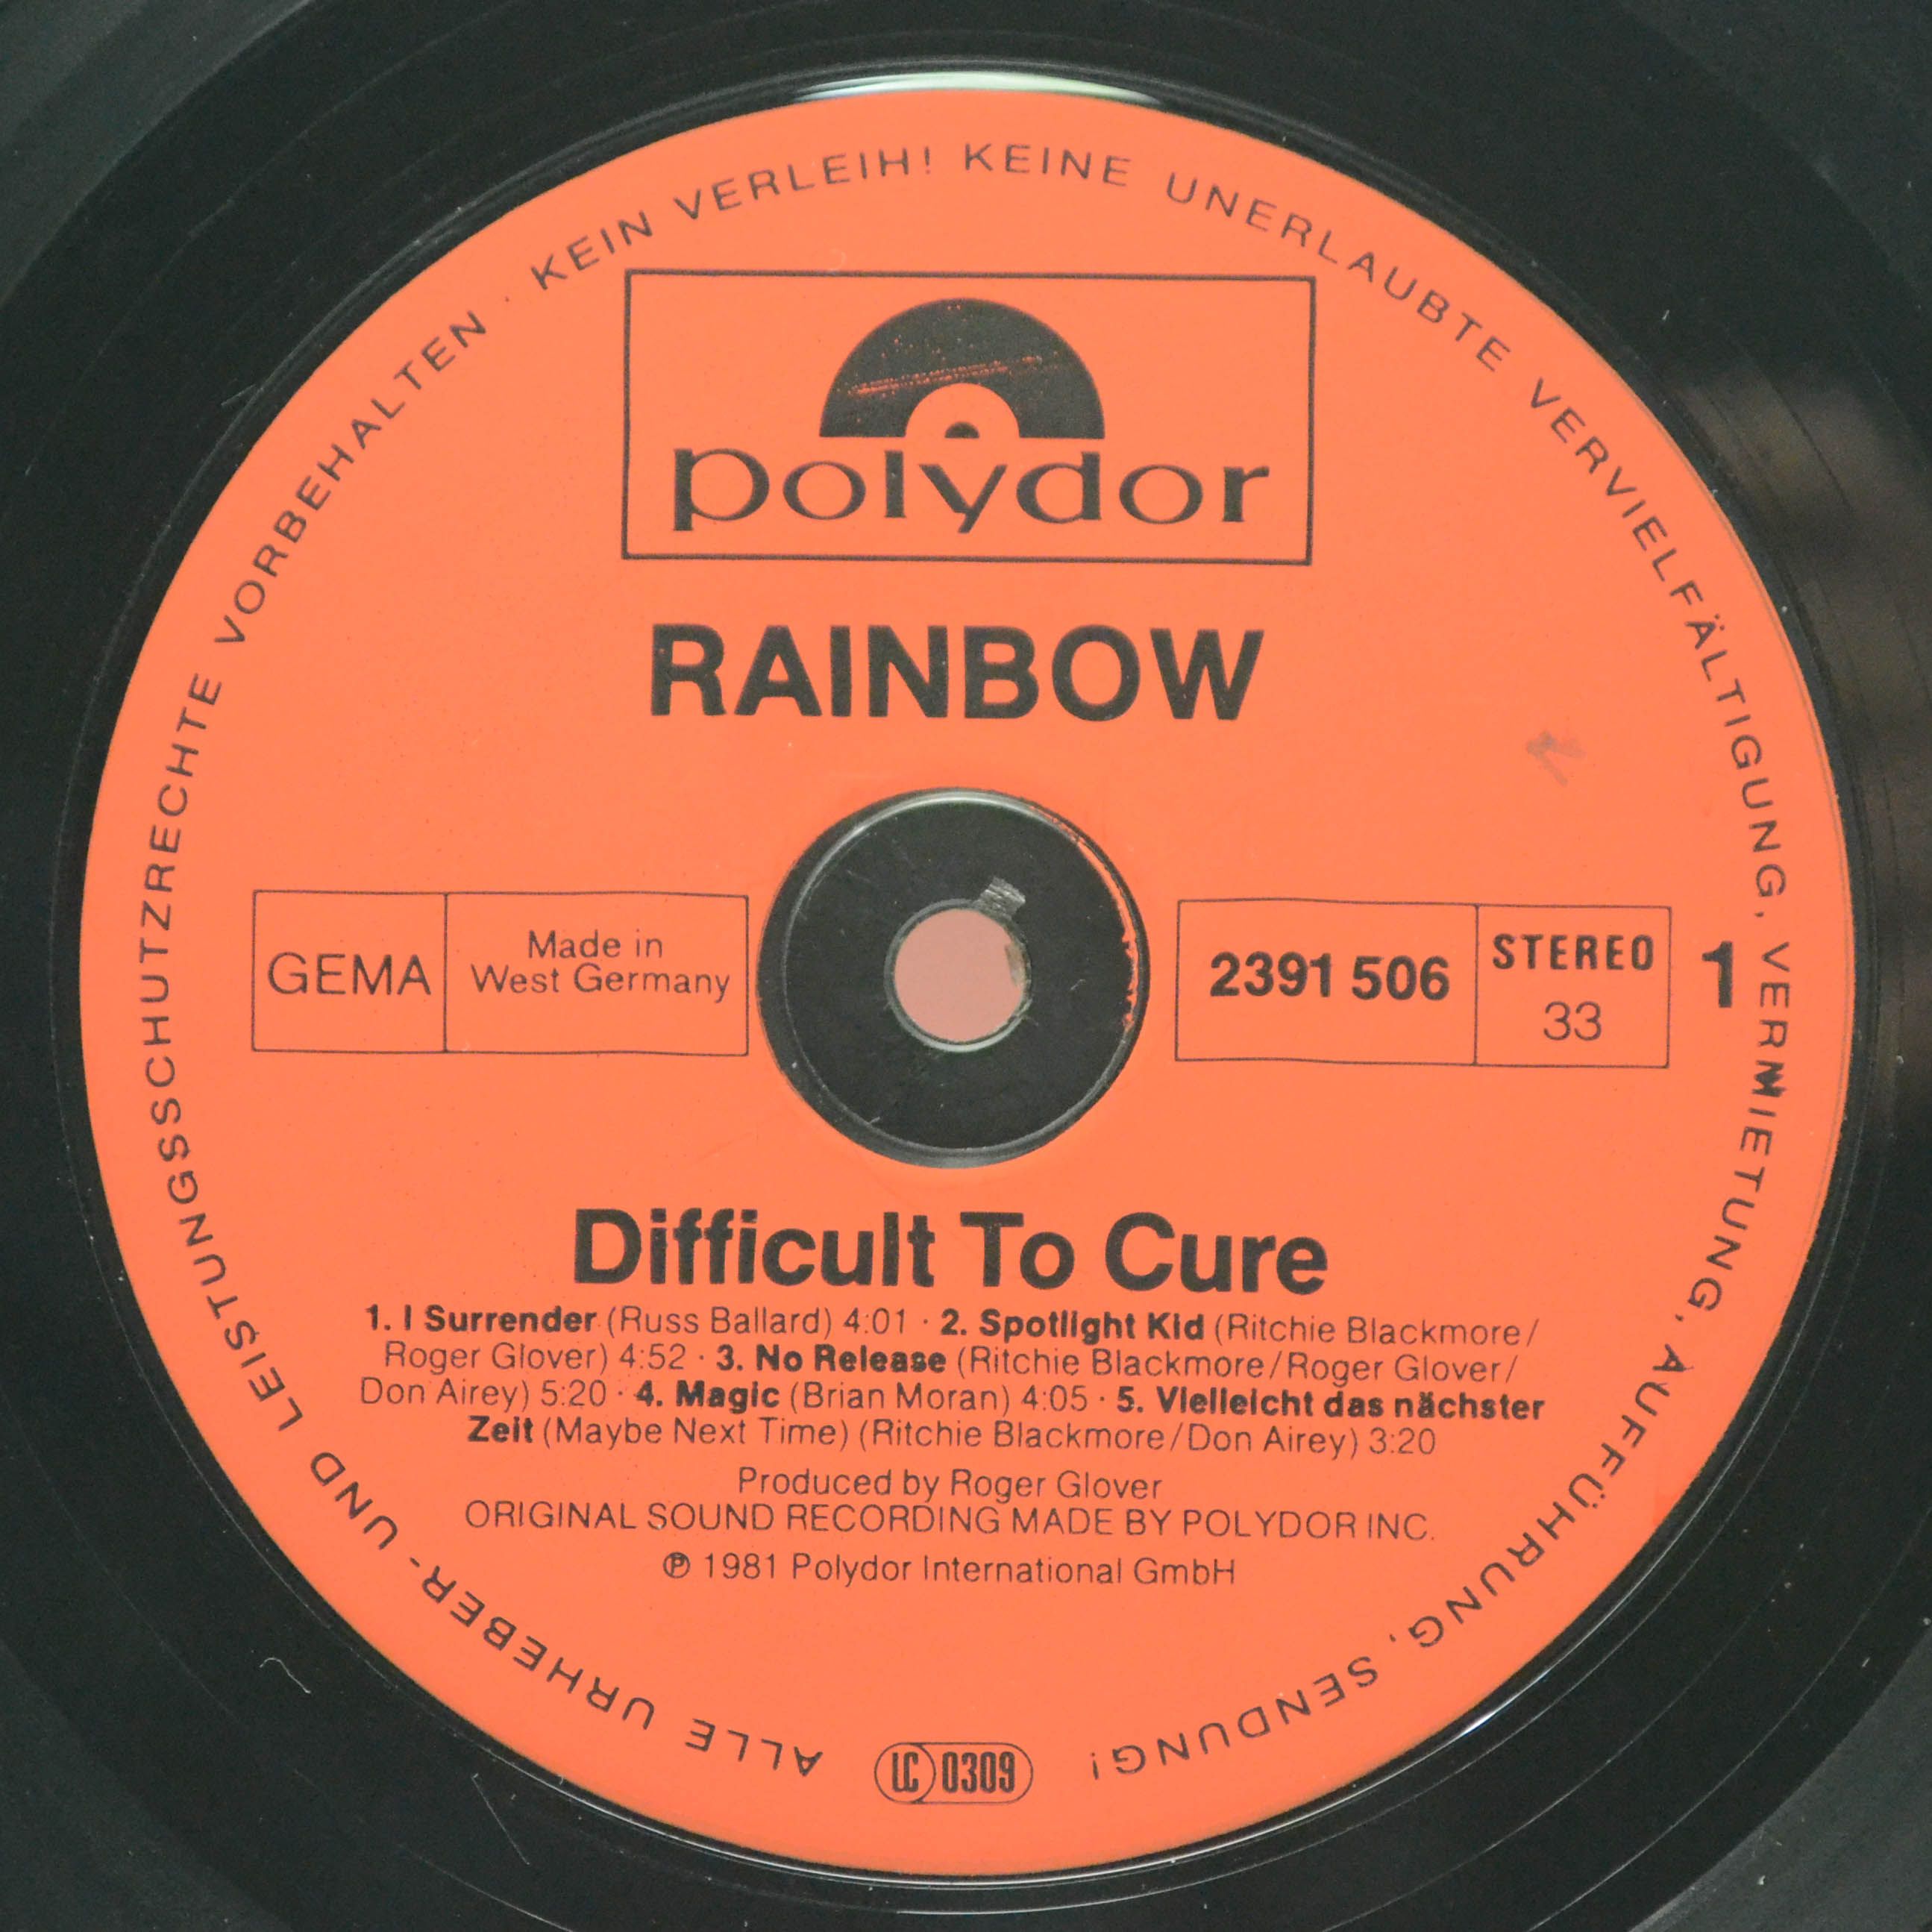 ALLE URHEBER- UND LEISTUNGSSCHUTZRECHTE VORBEHALTEN · KEIN VERLEIH! KEINE UNERLAUBTE VERVIELFÄLTIGUNG, VERMIETUNG, AUFFÜHRUNG, SENDUNG!
polydor
RAINBOW
GEMA
Made in
West Germany
2391 506
STEREO
33
1
Difficult To Cure
1. I Surrender (Russ Ballard) 4:01 · 2. Spotlight Kid (Ritchie Blackmore/
Roger Glover) 4:52 · 3. No Release (Ritchie Blackmore/Roger Glover/
Don Airey) 5:20 · 4. Magic (Brian Moran) 4:05 · 5. Vielleicht das nächster
Zeit (Maybe Next Time) (Ritchie Blackmore/Don Airey) 3:20
Produced by Roger Glover
ORIGINAL SOUND RECORDING MADE BY POLYDOR INC.
℗ 1981 Polydor International GmbH
LC 0309